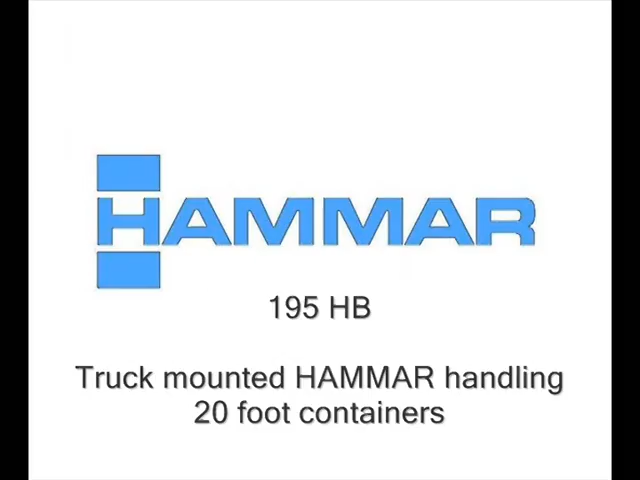 HAMMAR
195 HB
Truck mounted HAMMAR handling
20 foot containers